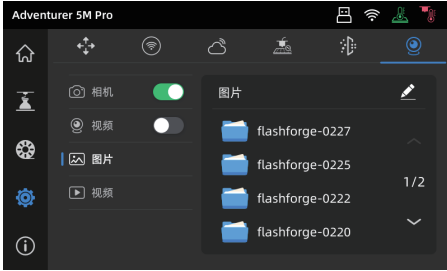 Adventurer 5M Pro
相机
视频
图片
视频
图片
flashforge-0227
flashforge-0225
flashforge-0222
flashforge-0220
1/2